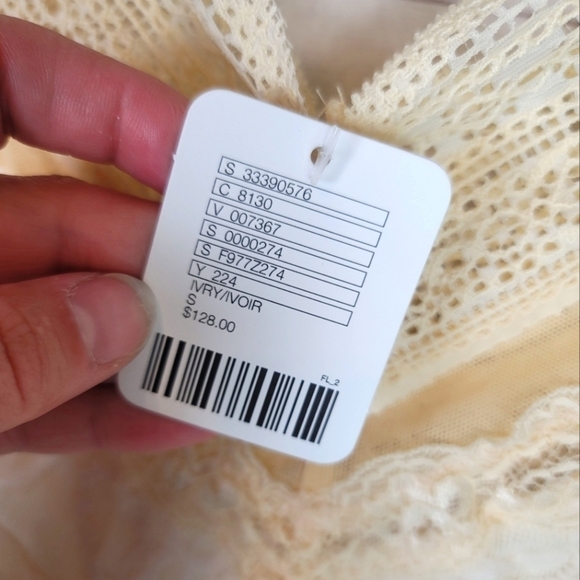 S 33390576
C 8130
V 007367
S 0000274
S F977Z274
Y 224
IVRY/IVOIR
S
$128.00
FL_2